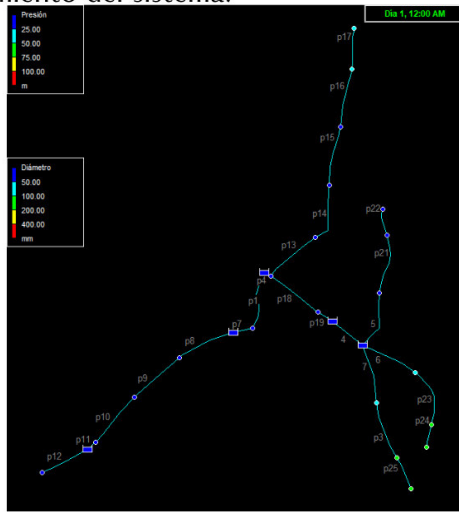 miento del sistema.
Presión
25.00
50.00
75.00
100.00
m
Día 1, 12:00 AM
Diámetro
50.00
100.00
200.00
400.00
mm
p17
p16
p15
p14
p22
p21
p13
p4
p1
p18
p7
p19
4
5
6
7
p8
p9
p10
p11
p12
p23
p24
p3
p25